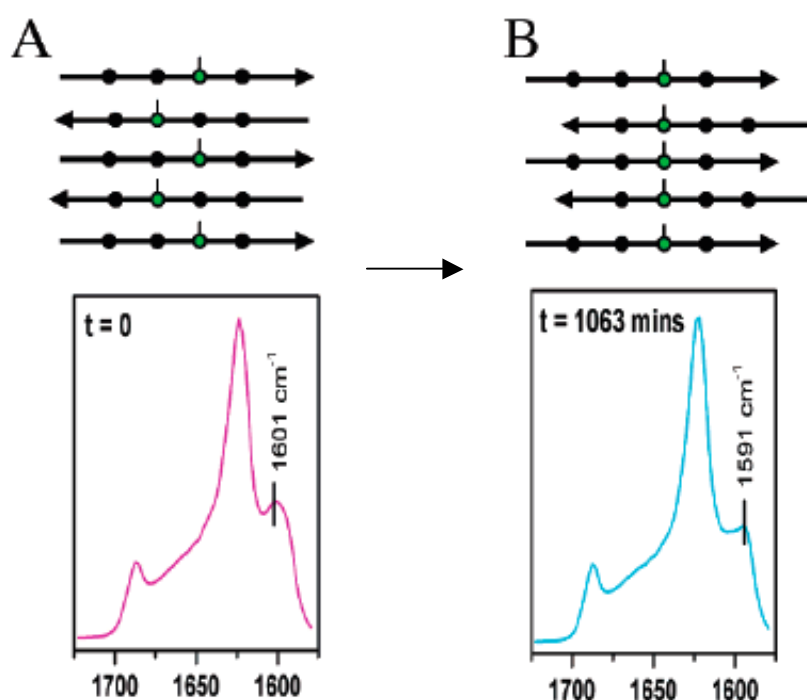 A
B
t = 0
1601 cm⁻¹
1700 1650 1600
t = 1063 mins
1591 cm⁻¹
1700 1650 1600